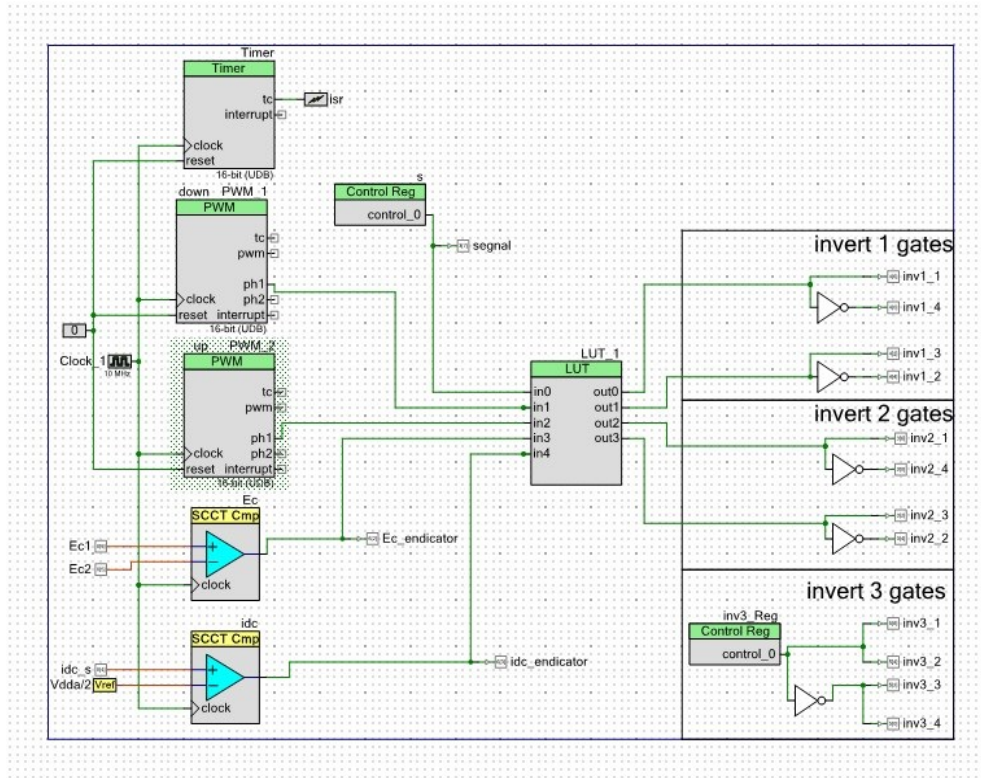 Timer
Timer
tc
isr
interrupt
clock
reset
16-bit (UDB)
down PWM_1
PWM
tc
pwm
ph1
clock
ph2
reset interrupt
16-bit (UDB)
s
Control Reg
control_0
segnal
0
Clock_1
10 MHz
up PWM_2
PWM
tc
pwm
ph1
clock
ph2
reset interrupt
16-bit (UDB)
LUT_1
LUT
in0 out0
in1 out1
in2 out2
in3 out3
in4
Ec
SCCT Cmp
Ec1
+
Ec2
-
clock
Ec_endicator
idc
SCCT Cmp
idc_s
+
Vdda/2 Vref
-
clock
idc_endicator
invert 1 gates
inv1_1
inv1_4
inv1_3
inv1_2
invert 2 gates
inv2_1
inv2_4
inv2_3
inv2_2
invert 3 gates
inv3_Reg
Control Reg
control_0
inv3_1
inv3_2
inv3_3
inv3_4